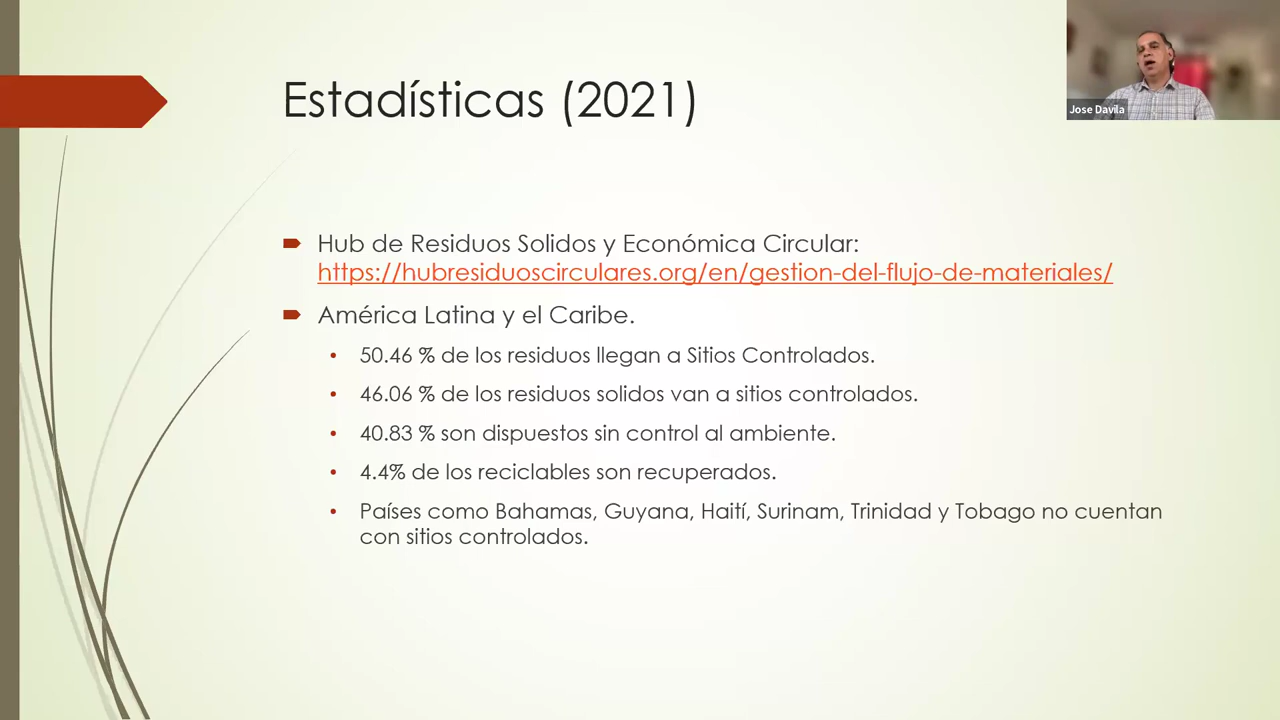 Estadísticas (2021)
Jose Davila
Hub de Residuos Solidos y Económica Circular:
https://hubresiduoscirculares.org/en/gestion-del-flujo-de-materiales/
América Latina y el Caribe.
50.46 % de los residuos llegan a Sitios Controlados.
46.06 % de los residuos solidos van a sitios controlados.
40.83 % son dispuestos sin control al ambiente.
4.4% de los reciclables son recuperados.
Países como Bahamas, Guyana, Haití, Surinam, Trinidad y Tobago no cuentan
con sitios controlados.